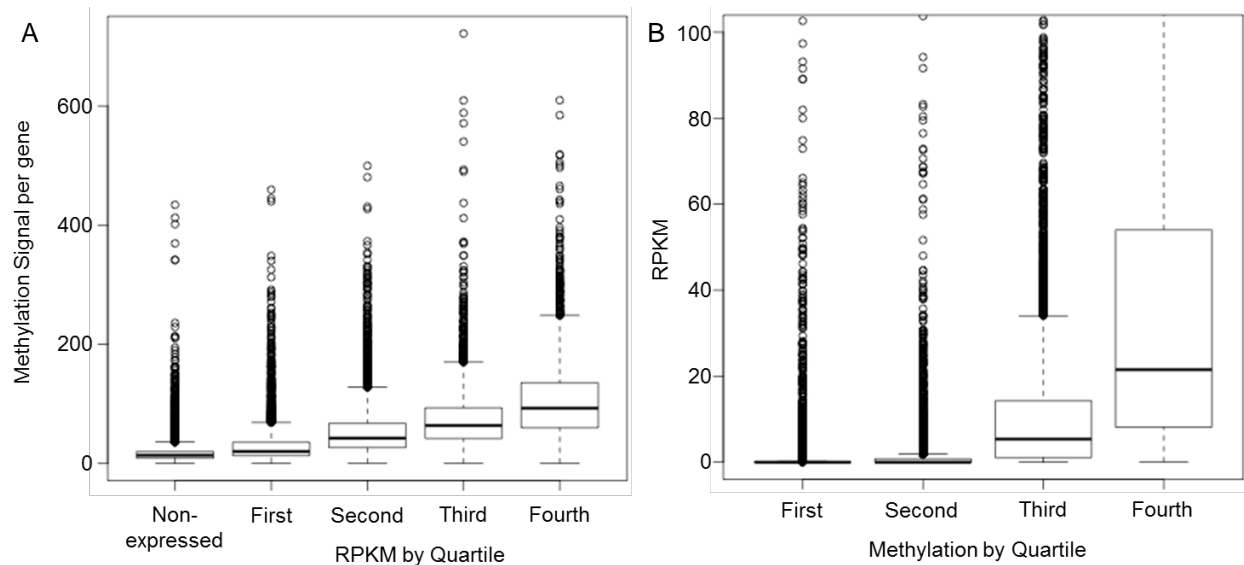 A
Methylation Signal per gene
600
400
200
0
Non-
expressed
First
Second
Third
Fourth
RPKM by Quartile
B
RPKM
100
80
60
40
20
0
First
Second
Third
Fourth
Methylation by Quartile